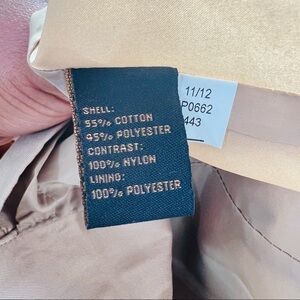 SHELL:
55% COTTON
45% POLYESTER
CONTRAST:
100% NYLON
LINING:
100% POLYESTER
11/12
P0662
443